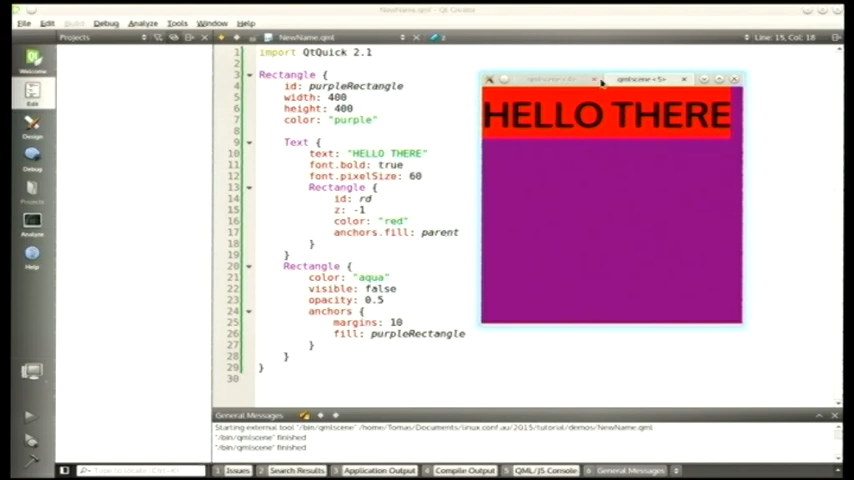 NewName.qml - Qt Creator
File Edit Build Debug Analyze Tools Window Help
Projects
NewName.qml
Line: 15, Col: 18
Welcome
Edit
Design
Debug
Projects
Analyze
Help
1 import QtQuick 2.1
2
3 Rectangle {
4 id: purpleRectangle
5 width: 400
6 height: 400
7 color: "purple"
8
9 Text {
10 text: "HELLO THERE"
11 font.bold: true
12 font.pixelSize: 60
13 Rectangle {
14 id: rd
15 z: -1
16 color: "red"
17 anchors.fill: parent
18 }
19 }
20 Rectangle {
21 color: "aqua"
22 visible: false
23 opacity: 0.5
24 anchors {
25 margins: 10
26 fill: purpleRectangle
27 }
28 }
29 }
30
qmlscene <5>
HELLO THERE
General Messages
Starting external tool "/bin/qmlscene" /home/Tomas/Documents/linux.conf.au/2015/tutorial/demos/NewName.qml
"/bin/qmlscene" finished
"/bin/qmlscene" finished
Type to locate (Ctrl+K)
1 Issues 2 Search Results 3 Application Output 4 Compile Output 5 QML/JS Console 6 General Messages